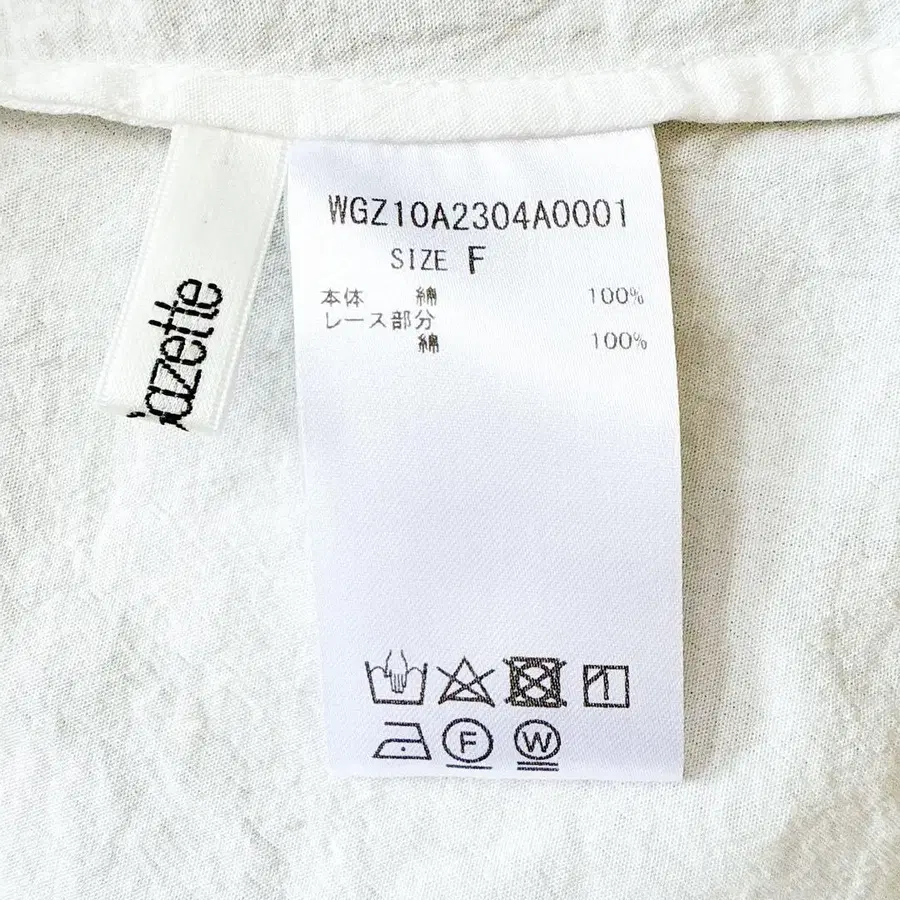 WGZ10A2304A0001
SIZE F
本体 綿 100%
レース部分
綿 100%
azette
F
W